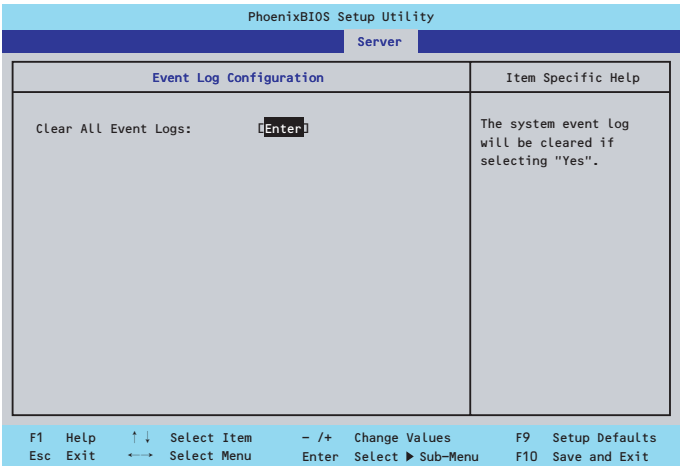 PhoenixBIOS Setup Utility
Server
Event Log Configuration
Item Specific Help
Clear All Event Logs: [Enter]
The system event log
will be cleared if
selecting "Yes".
F1 Help ↑↓ Select Item - /+ Change Values F9 Setup Defaults
Esc Exit ←→ Select Menu Enter Select ▶ Sub-Menu F10 Save and Exit